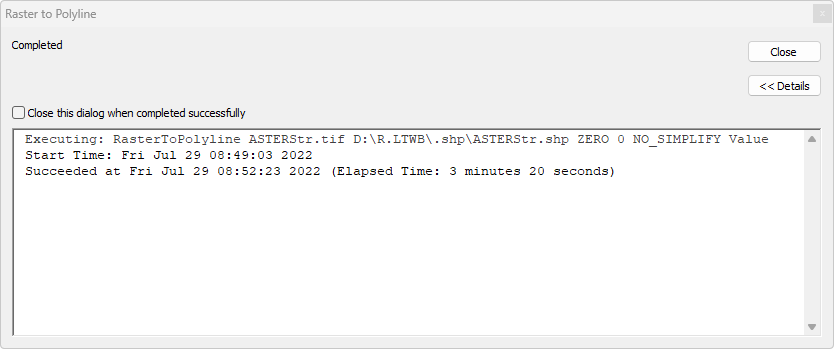 Raster to Polyline
Completed
Close
<< Details
Close this dialog when completed successfully
Executing: RasterToPolyline ASTERStr.tif D:\R.LTWB\.shp\ASTERStr.shp ZERO 0 NO_SIMPLIFY Value
Start Time: Fri Jul 29 08:49:03 2022
Succeeded at Fri Jul 29 08:52:23 2022 (Elapsed Time: 3 minutes 20 seconds)